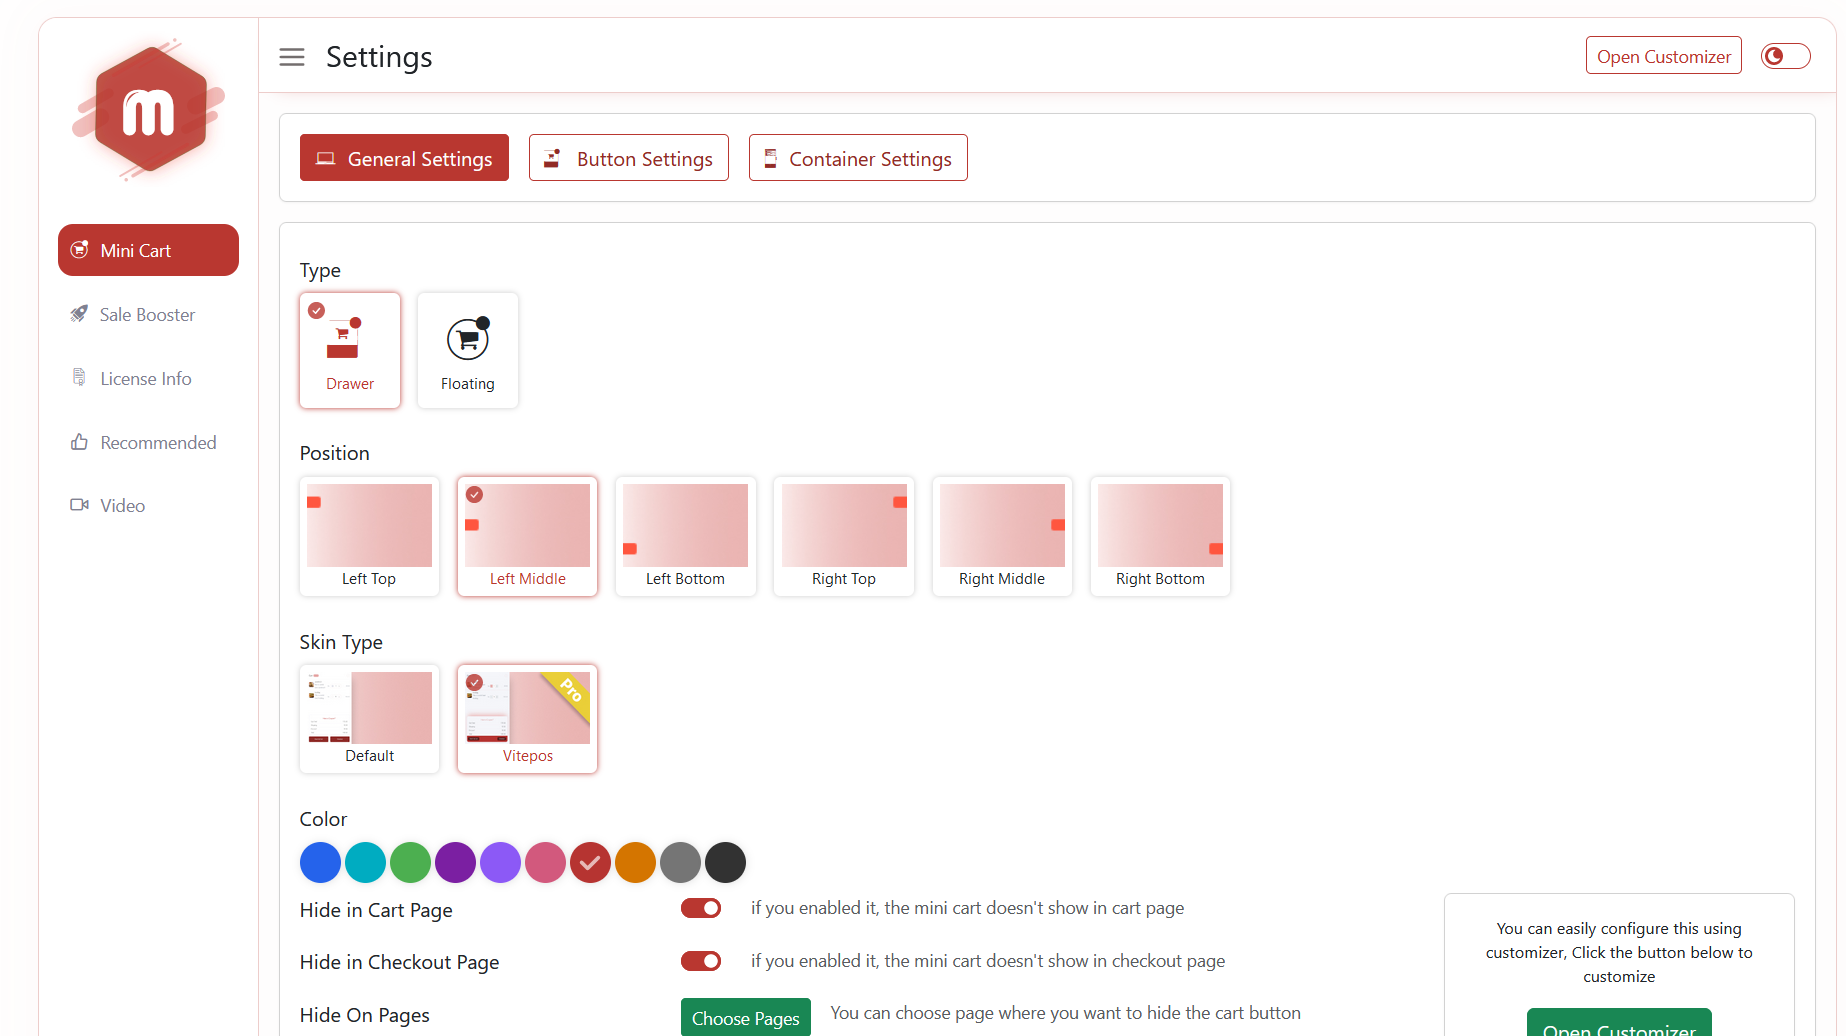 m
Settings
Open Customizer
General Settings
Button Settings
Container Settings
Mini Cart
Sale Booster
License Info
Recommended
Video
Type
Drawer
Floating
Position
Left Top
Left Middle
Left Bottom
Right Top
Right Middle
Right Bottom
Skin Type
Default
Pro
Vitepos
Color
Hide in Cart Page
if you enabled it, the mini cart doesn't show in cart page
Hide in Checkout Page
if you enabled it, the mini cart doesn't show in checkout page
Hide On Pages
Choose Pages
You can choose page where you want to hide the cart button
You can easily configure this using
customizer, Click the button below to
customize
Open Customizer